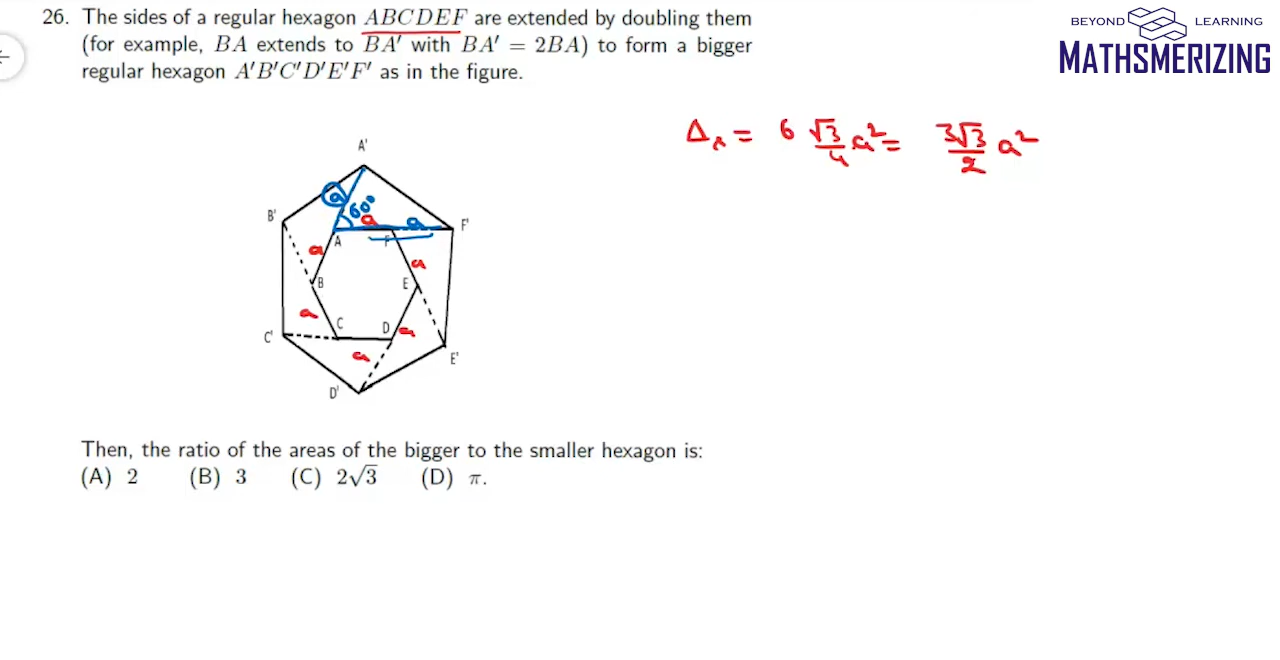 26. The sides of a regular hexagon ABCDEF are extended by doubling them
(for example, BA extends to BA′ with BA′ = 2BA) to form a bigger
regular hexagon A′B′C′D′E′F′ as in the figure.
BEYOND LEARNING
MATHSMERIZING
Δₛ = 6 √3/4 a² = 3√3/2 a²
A'
a 60°
B' a a F'
A F
a a
B E
a C D a
C' a E'
D'
Then, the ratio of the areas of the bigger to the smaller hexagon is:
(A) 2 (B) 3 (C) 2√3 (D) π.